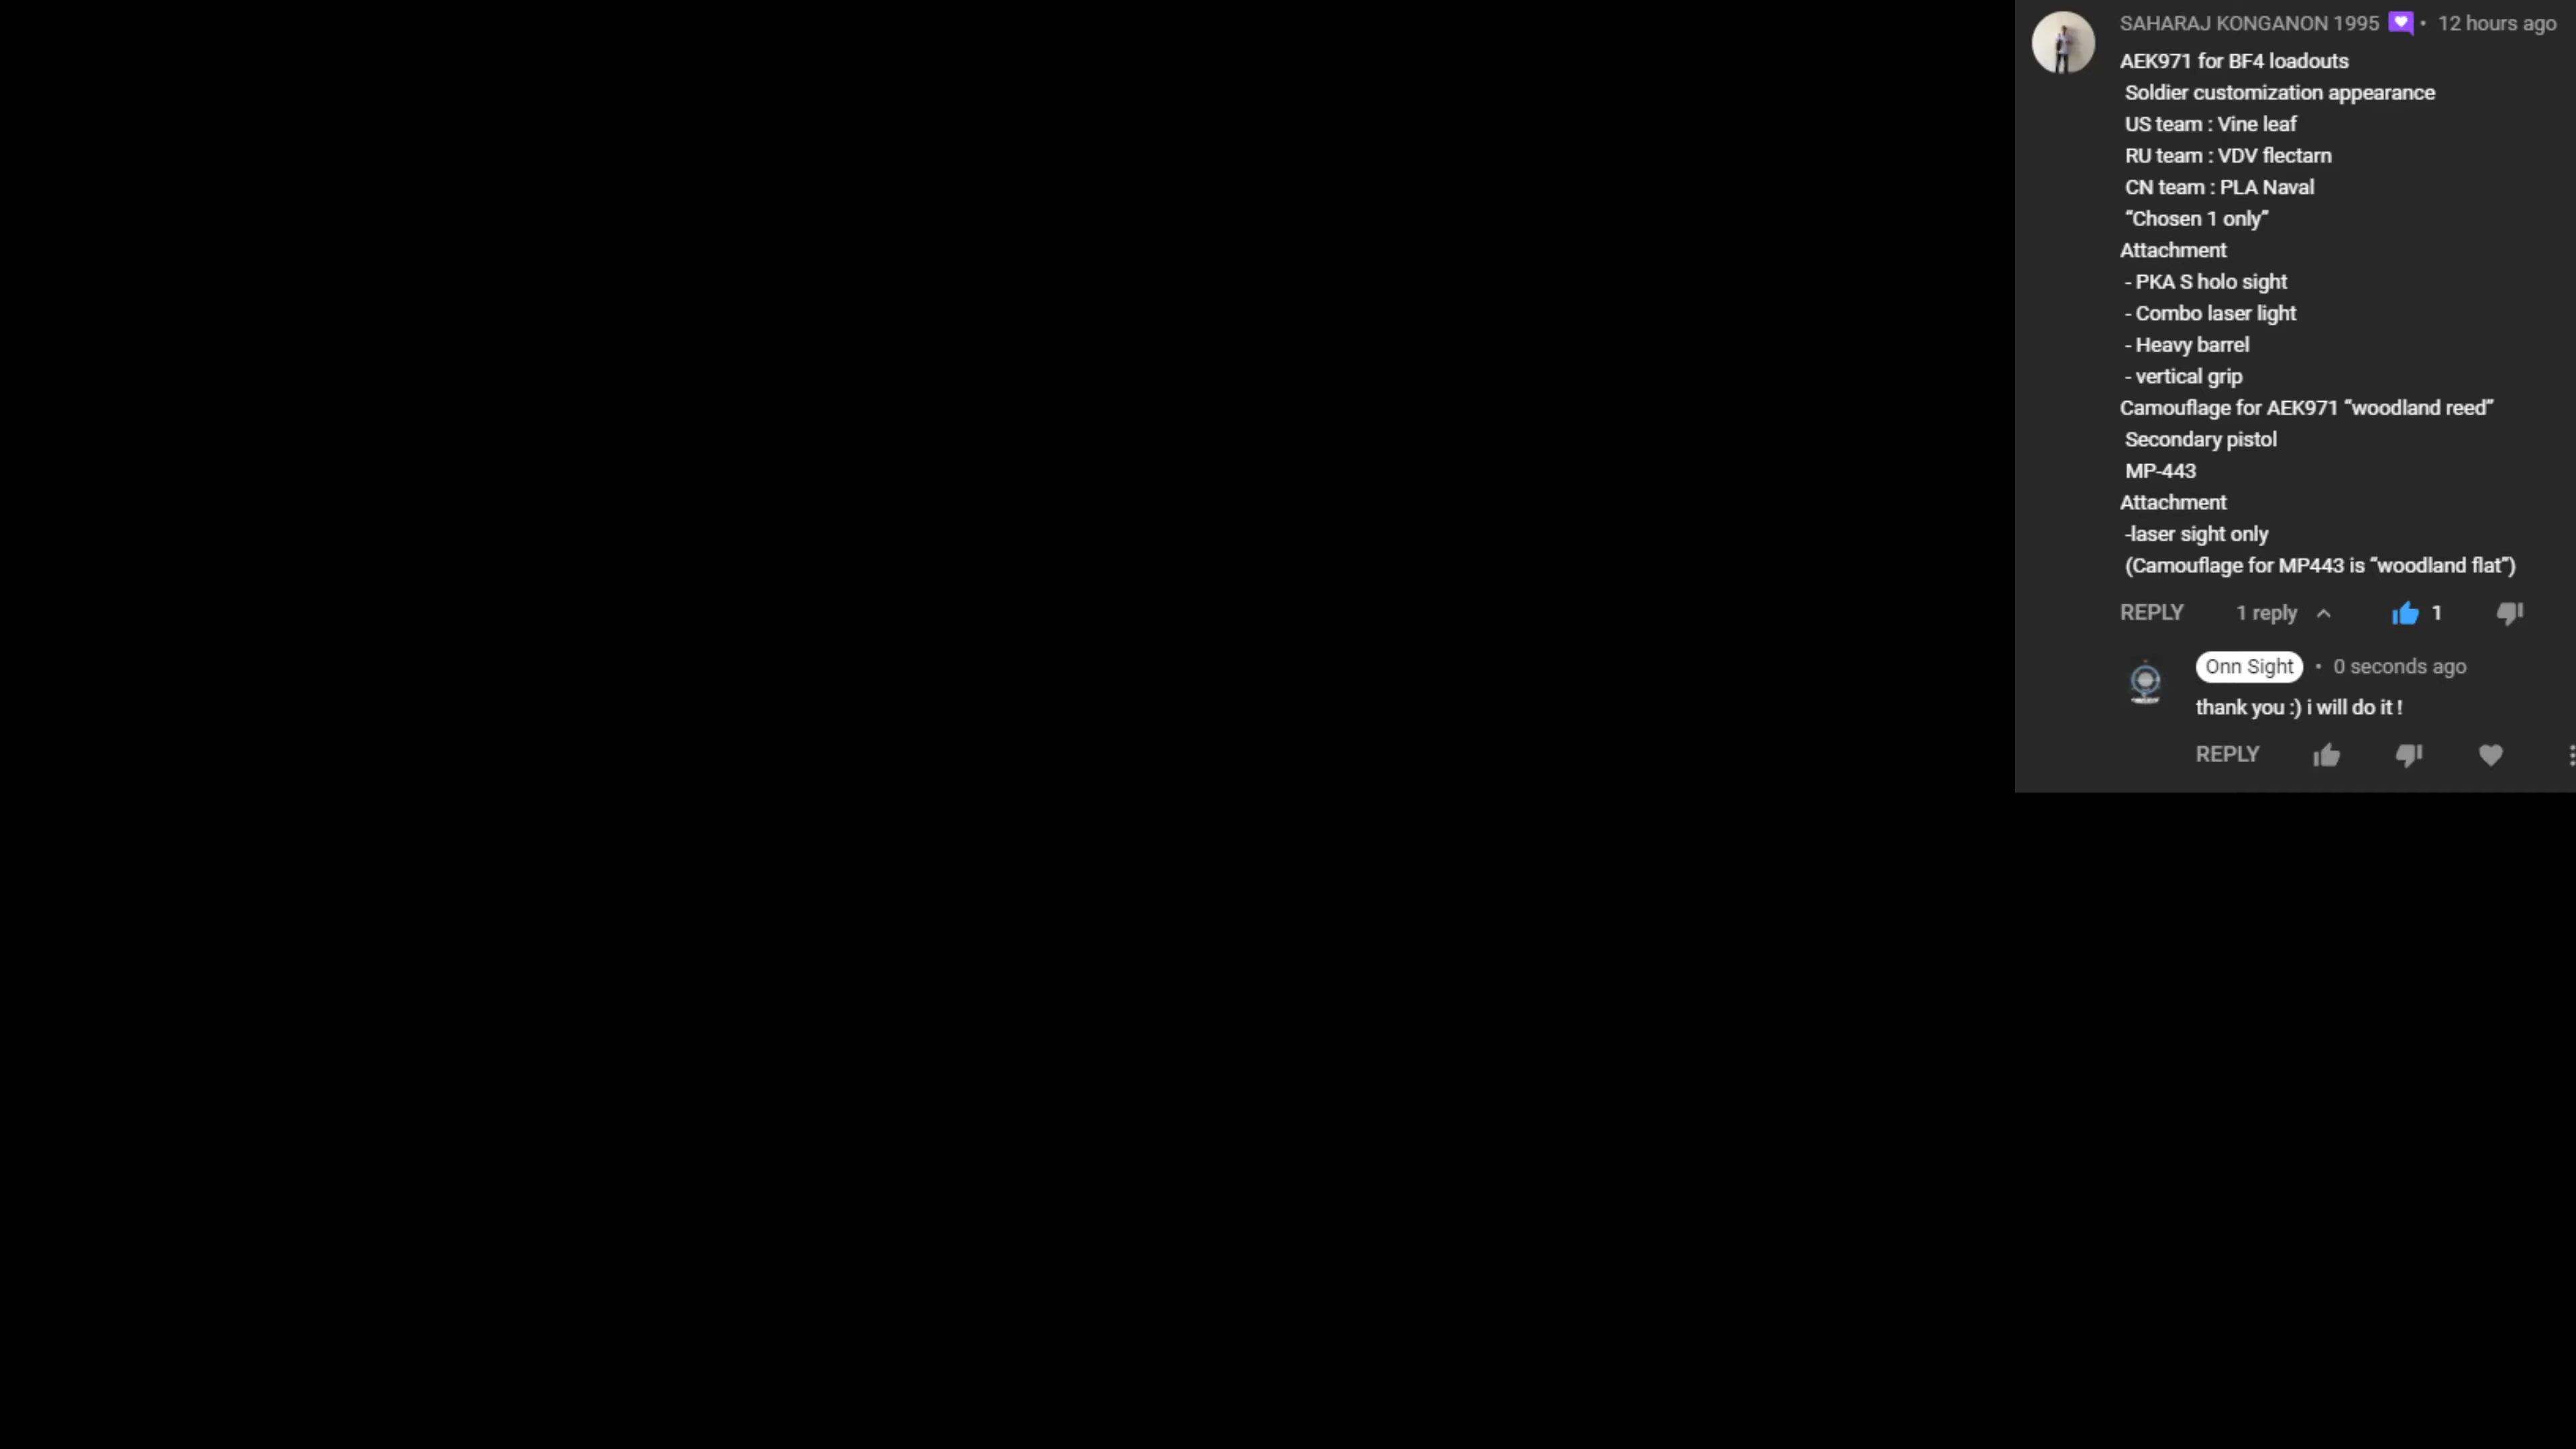 SAHARAJ KONGANON 1995 • 12 hours ago
AEK971 for BF4 loadouts
Soldier customization appearance
US team : Vine leaf
RU team : VDV flectarn
CN team : PLA Naval
“Chosen 1 only”
Attachment
- PKA S holo sight
- Combo laser light
- Heavy barrel
- vertical grip
Camouflage for AEK971 “woodland reed”
Secondary pistol
MP-443
Attachment
-laser sight only
(Camouflage for MP443 is “woodland flat”)
REPLY 1 reply 1
Onn Sight • 0 seconds ago
thank you :) i will do it !
REPLY